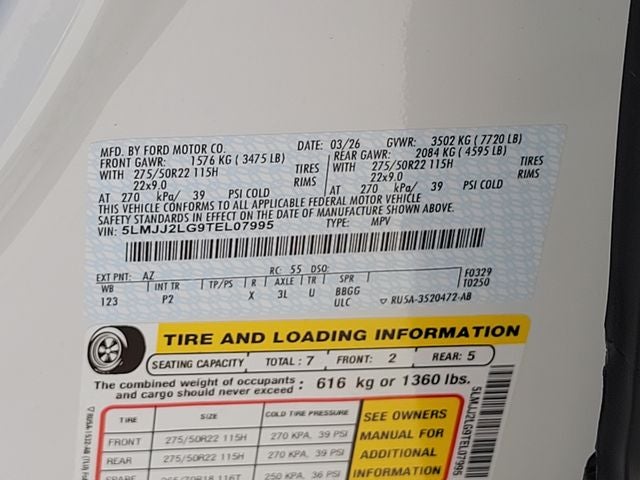 MFD. BY FORD MOTOR CO. DATE: 03/26 GVWR: 3502 KG ( 7720 LB)
FRONT GAWR: 1576 KG ( 3475 LB) REAR GAWR: 2084 KG ( 4595 LB)
WITH 275/50R22 115H TIRES WITH 275/50R22 115H TIRES
22x9.0 RIMS 22x9.0 RIMS
AT 270 kPa/ 39 PSI COLD AT 270 kPa/ 39 PSI COLD
THIS VEHICLE CONFORMS TO ALL APPLICABLE FEDERAL MOTOR VEHICLE
SAFETY STANDARDS IN EFFECT ON THE DATE OF MANUFACTURE SHOWN ABOVE.
VIN: 5LMJJ2LG9TEL07995 TYPE: MPV
EXT PNT: AZ RC: 55 DSO: F0329
WB INT TR TP/PS R AXLE TR SPR T0250
123 P2 X 3L U BBGG
ULC ▽ RU5A-3520472-AB
TIRE AND LOADING INFORMATION
SEATING CAPACITY TOTAL : 7 FRONT: 2 REAR: 5
The combined weight of occupants and cargo should never exceed : 616 kg or 1360 lbs.
TIRE SIZE COLD TIRE PRESSURE
FRONT 275/50R22 115H 270 KPA, 39 PSI
REAR 275/50R22 115H 270 KPA, 39 PSI
250 KPA, 36 PSI
SEE OWNERS
MANUAL FOR
ADDITIONAL
INFORMATION
5LMJJ2LG9TEL07995